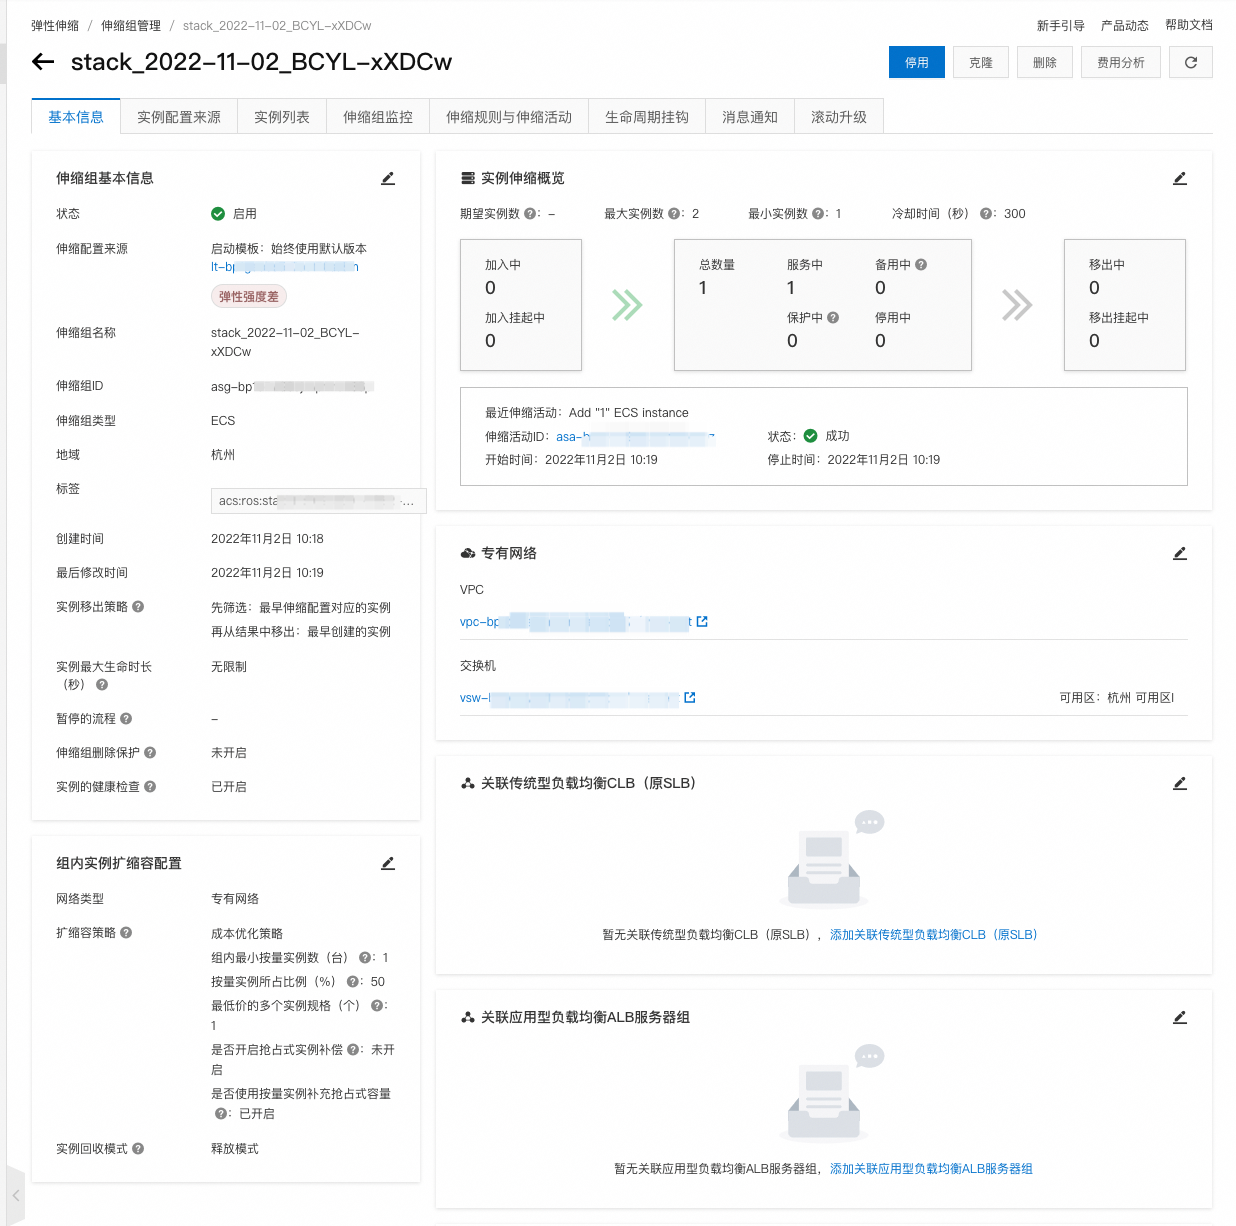 弹性伸缩 / 伸缩组管理 / stack_2022-11-02_BCYL-xXDCw
新手引导 产品动态 帮助文档
stack_2022-11-02_BCYL-xXDCw
停用 克隆 删除 费用分析
基本信息 实例配置来源 实例列表 伸缩组监控 伸缩规则与伸缩活动 生命周期挂钩 消息通知 滚动升级
伸缩组基本信息
状态 启用
伸缩配置来源 启动模板：始终使用默认版本
lt-bp
弹性强度差
伸缩组名称 stack_2022-11-02_BCYL-
xXDCw
伸缩组ID asg-bp1
伸缩组类型 ECS
地域 杭州
标签 acs:ros:sta -...
创建时间 2022年11月2日 10:18
最后修改时间 2022年11月2日 10:19
实例移出策略 先筛选：最早伸缩配置对应的实例
再从结果中移出：最早创建的实例
实例最大生命时长 无限制
（秒）
暂停的流程 –
伸缩组删除保护 未开启
实例的健康检查 已开启
组内实例扩缩容配置
网络类型 专有网络
扩缩容策略 成本优化策略
组内最小按量实例数（台）：1
按量实例所占比例（%）：50
最低价的多个实例规格（个）：
1
是否开启抢占式实例补偿：未开
启
是否使用按量实例补充抢占式容量
：已开启
实例回收模式 释放模式
实例伸缩概览
期望实例数：– 最大实例数：2 最小实例数：1 冷却时间（秒）：300
加入中
0
加入挂起中
0
总数量 服务中 备用中
1 1 0
保护中 停用中
0 0
移出中
0
移出挂起中
0
最近伸缩活动：Add "1" ECS instance
伸缩活动ID：asa- 状态：成功
开始时间：2022年11月2日 10:19 停止时间：2022年11月2日 10:19
专有网络
VPC
vpc-bp
交换机
vsw- 可用区：杭州 可用区I
关联传统型负载均衡CLB（原SLB）
暂无关联传统型负载均衡CLB（原SLB），添加关联传统型负载均衡CLB（原SLB）
关联应用型负载均衡ALB服务器组
暂无关联应用型负载均衡ALB服务器组，添加关联应用型负载均衡ALB服务器组